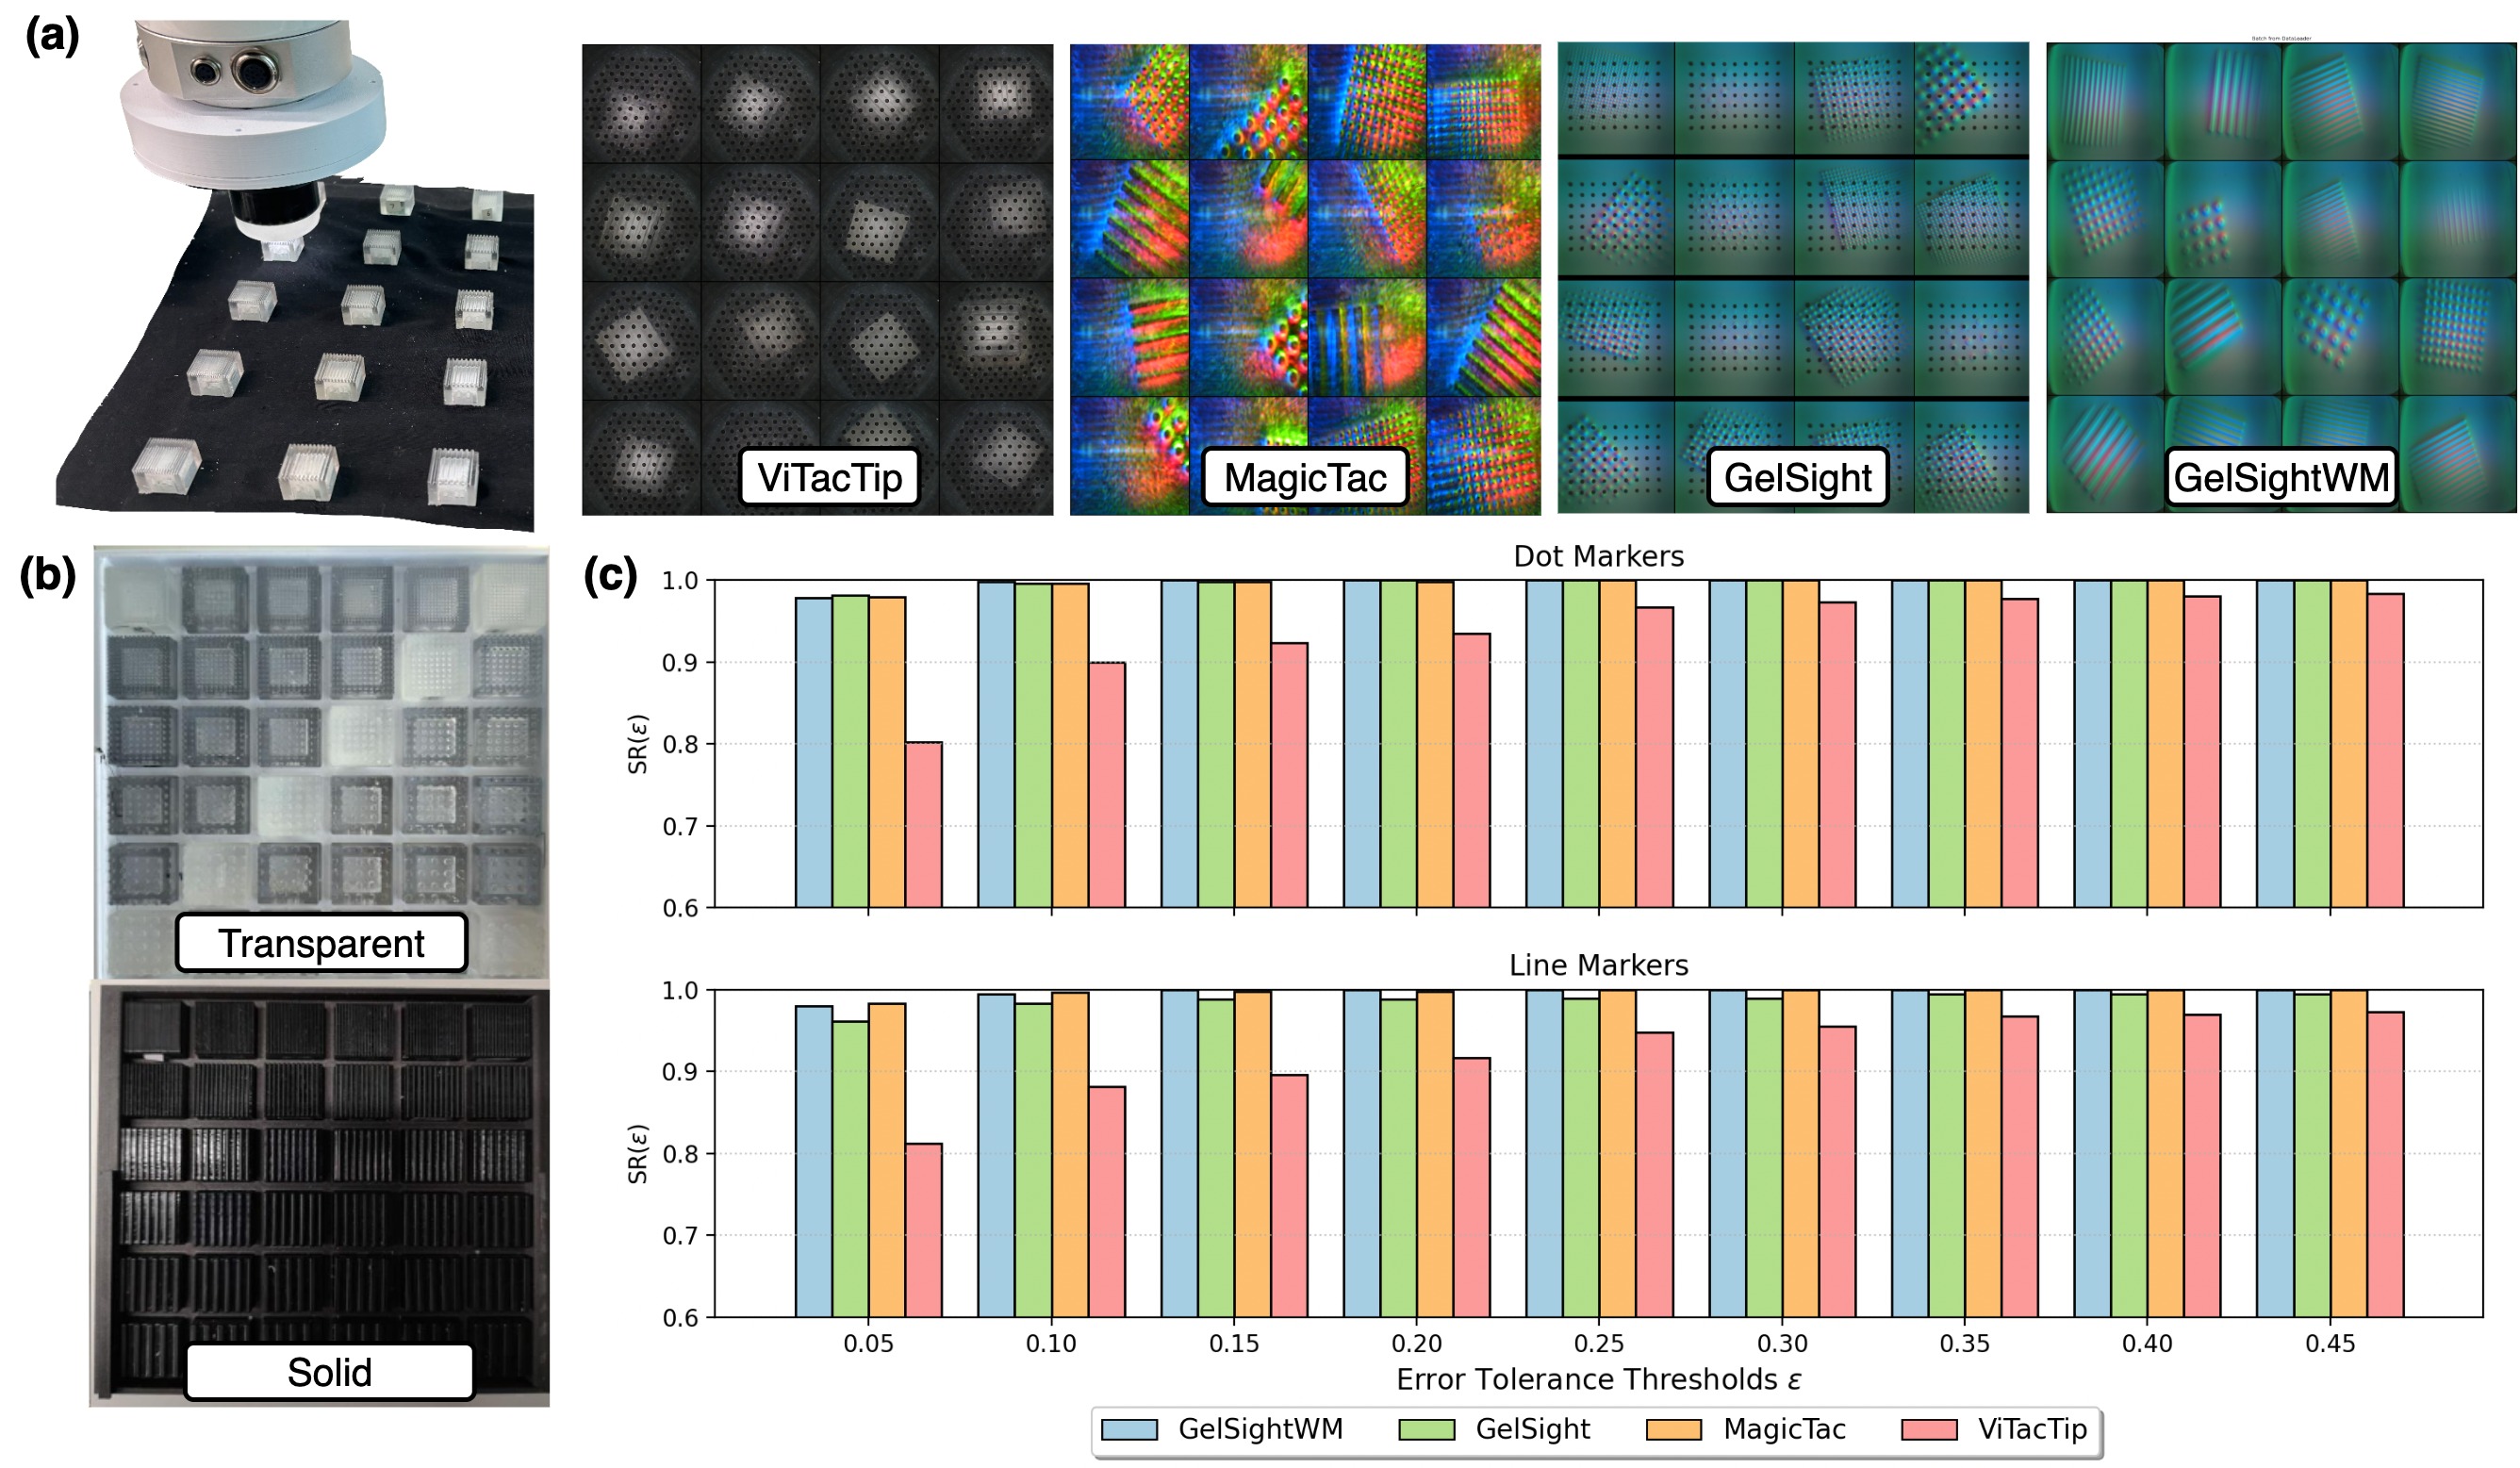 (a)
Batch from DataLoader
ViTacTip
MagicTac
GelSight
GelSightWM
(b)
Transparent
Solid
(c)
Dot Markers
1.0
0.9
0.8
0.7
0.6
SR(ε)
Line Markers
1.0
0.9
0.8
0.7
0.6
SR(ε)
0.05 0.10 0.15 0.20 0.25 0.30 0.35 0.40 0.45
Error Tolerance Thresholds ε
GelSightWM GelSight MagicTac ViTacTip